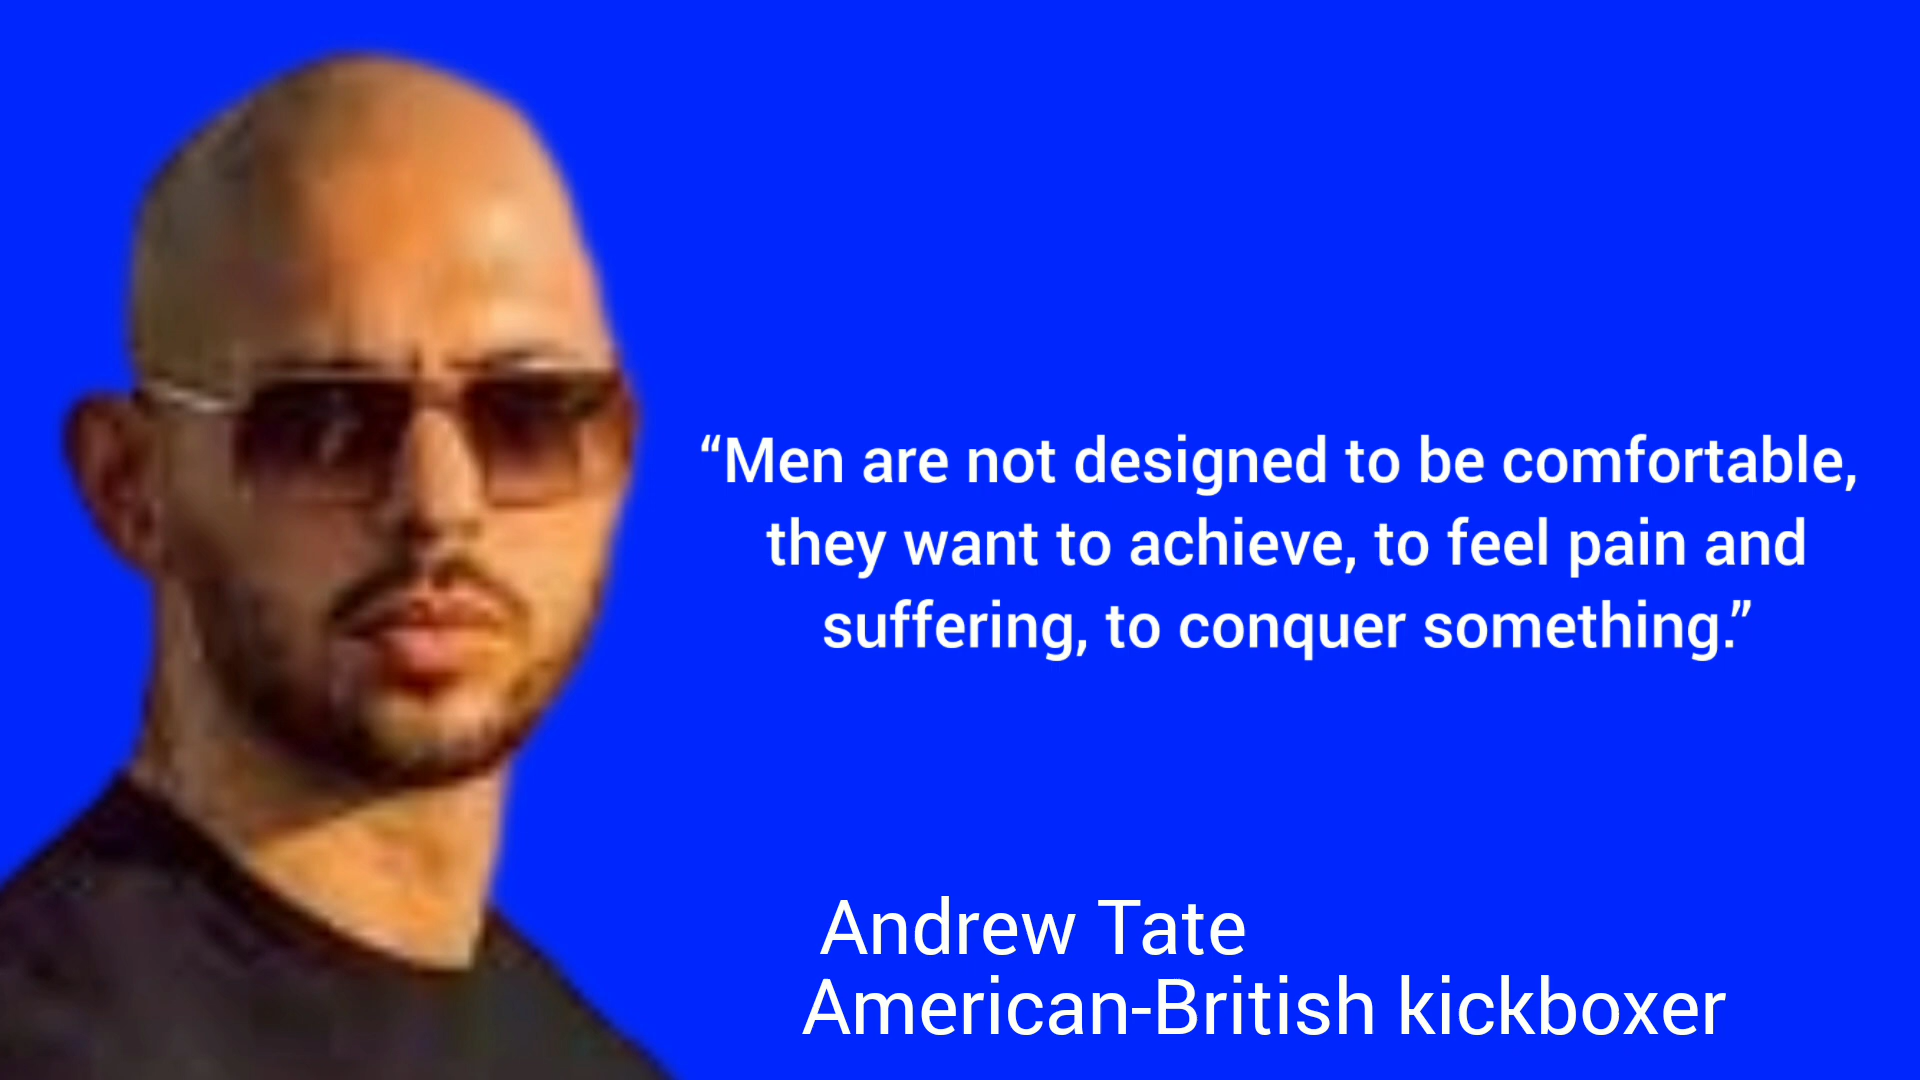 “Men are not designed to be comfortable,
they want to achieve, to feel pain and
suffering, to conquer something.”
Andrew Tate
American-British kickboxer